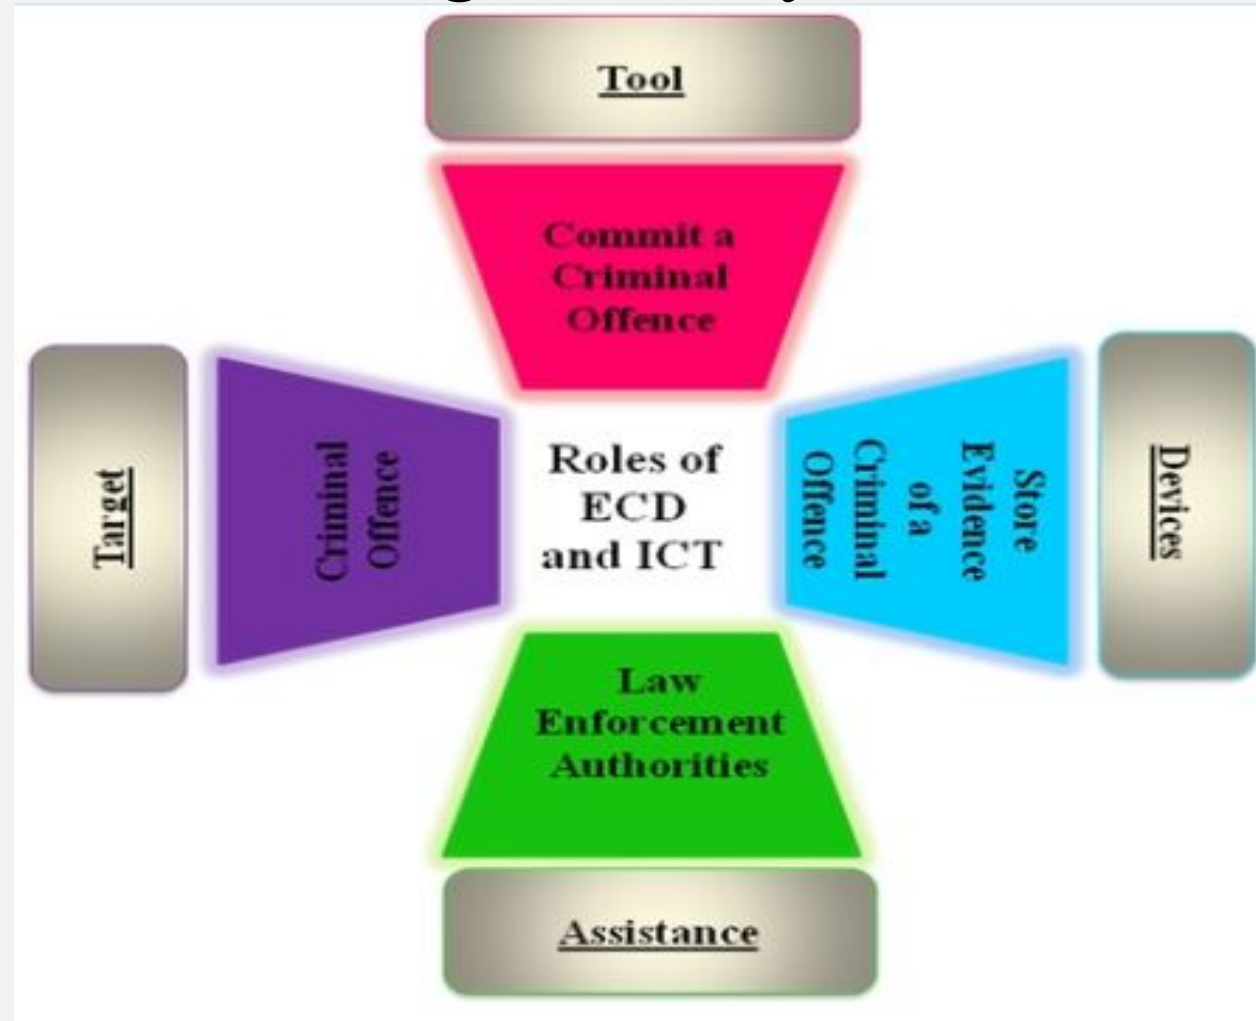 Tool
Commit a
Criminal
Offence
Target
Criminal
Offence
Roles of
ECD
and ICT
Store
Evidence
of a
Criminal
Offence
Devices
Law
Enforcement
Authorities
Assistance